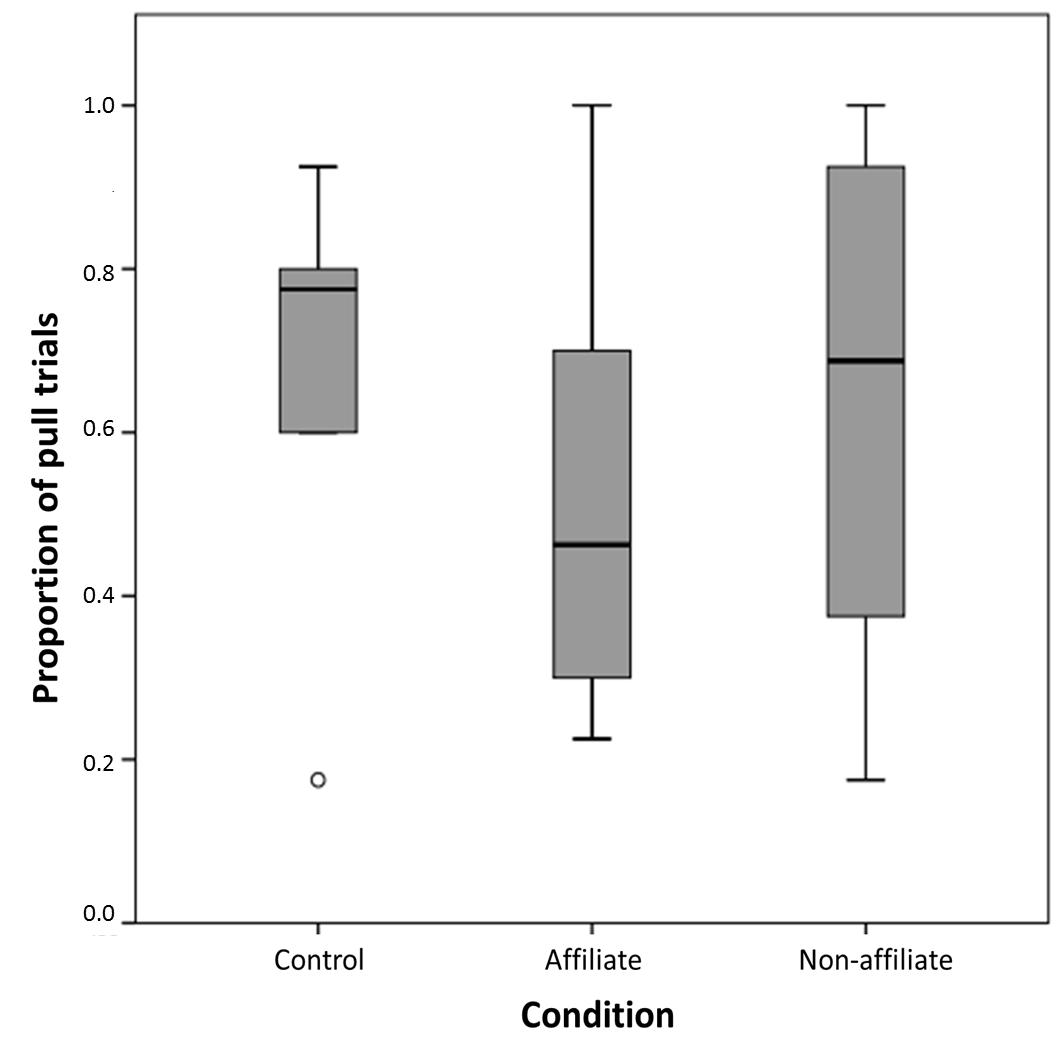 Proportion of pull trials
1.0
0.8
0.6
0.4
0.2
0.0
Control
Affiliate
Non-affiliate
Condition